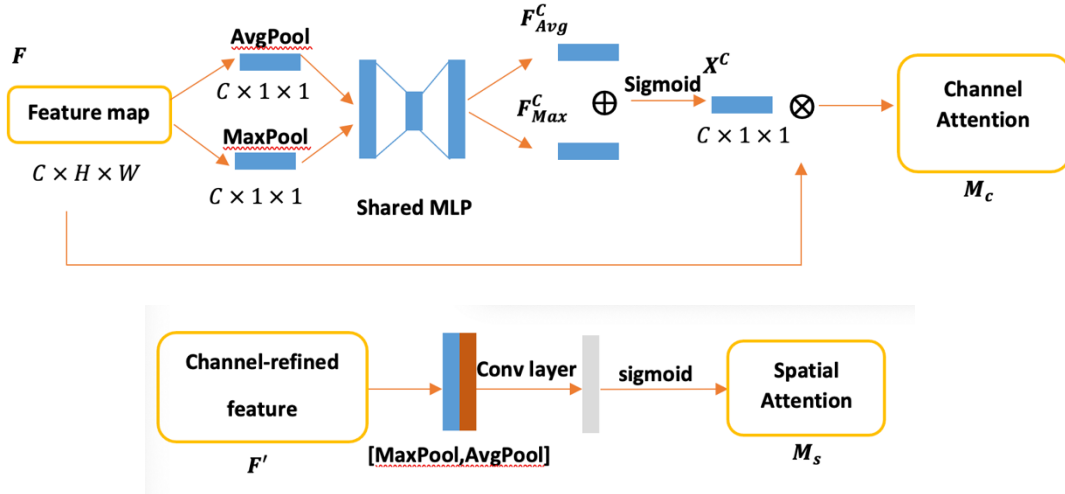 F
AvgPool
C × 1 × 1
Feature map
C × H × W
MaxPool
C × 1 × 1
Shared MLP
F^C_Avg
F^C_Max
⊕
Sigmoid
X^C
C × 1 × 1
⊗
Channel
Attention
M_c
Channel-refined
feature
F′
[MaxPool,AvgPool]
Conv layer
sigmoid
Spatial
Attention
M_s